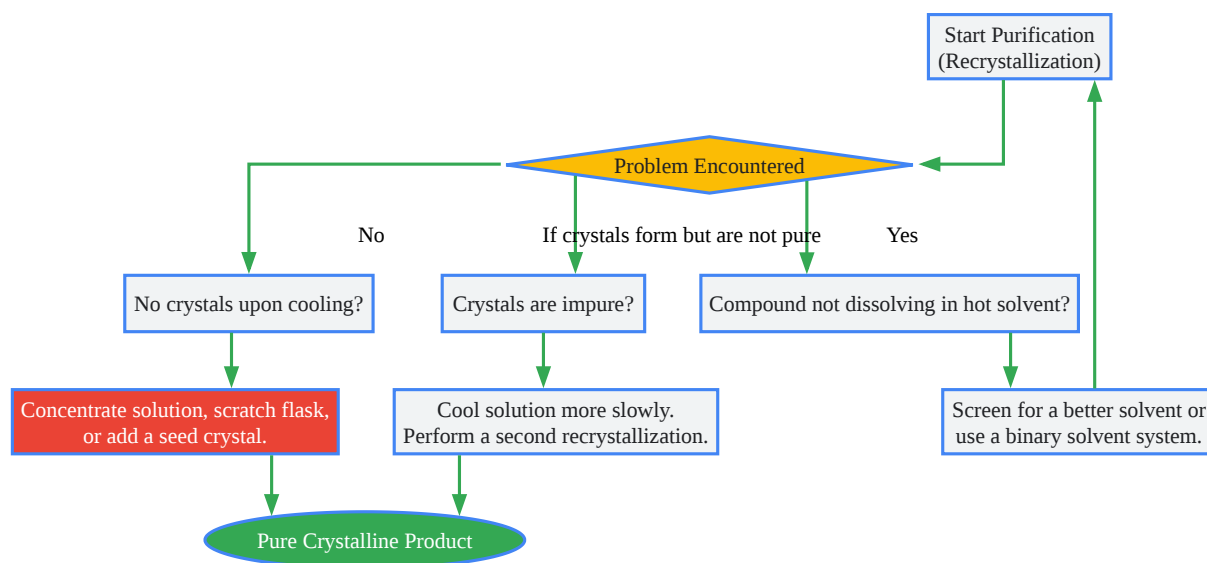 Start Purification
(Recrystallization)
Problem Encountered
No
If crystals form but are not pure
Yes
No crystals upon cooling?
Crystals are impure?
Compound not dissolving in hot solvent?
Concentrate solution, scratch flask,
or add a seed crystal.
Cool solution more slowly.
Perform a second recrystallization.
Screen for a better solvent or
use a binary solvent system.
Pure Crystalline Product